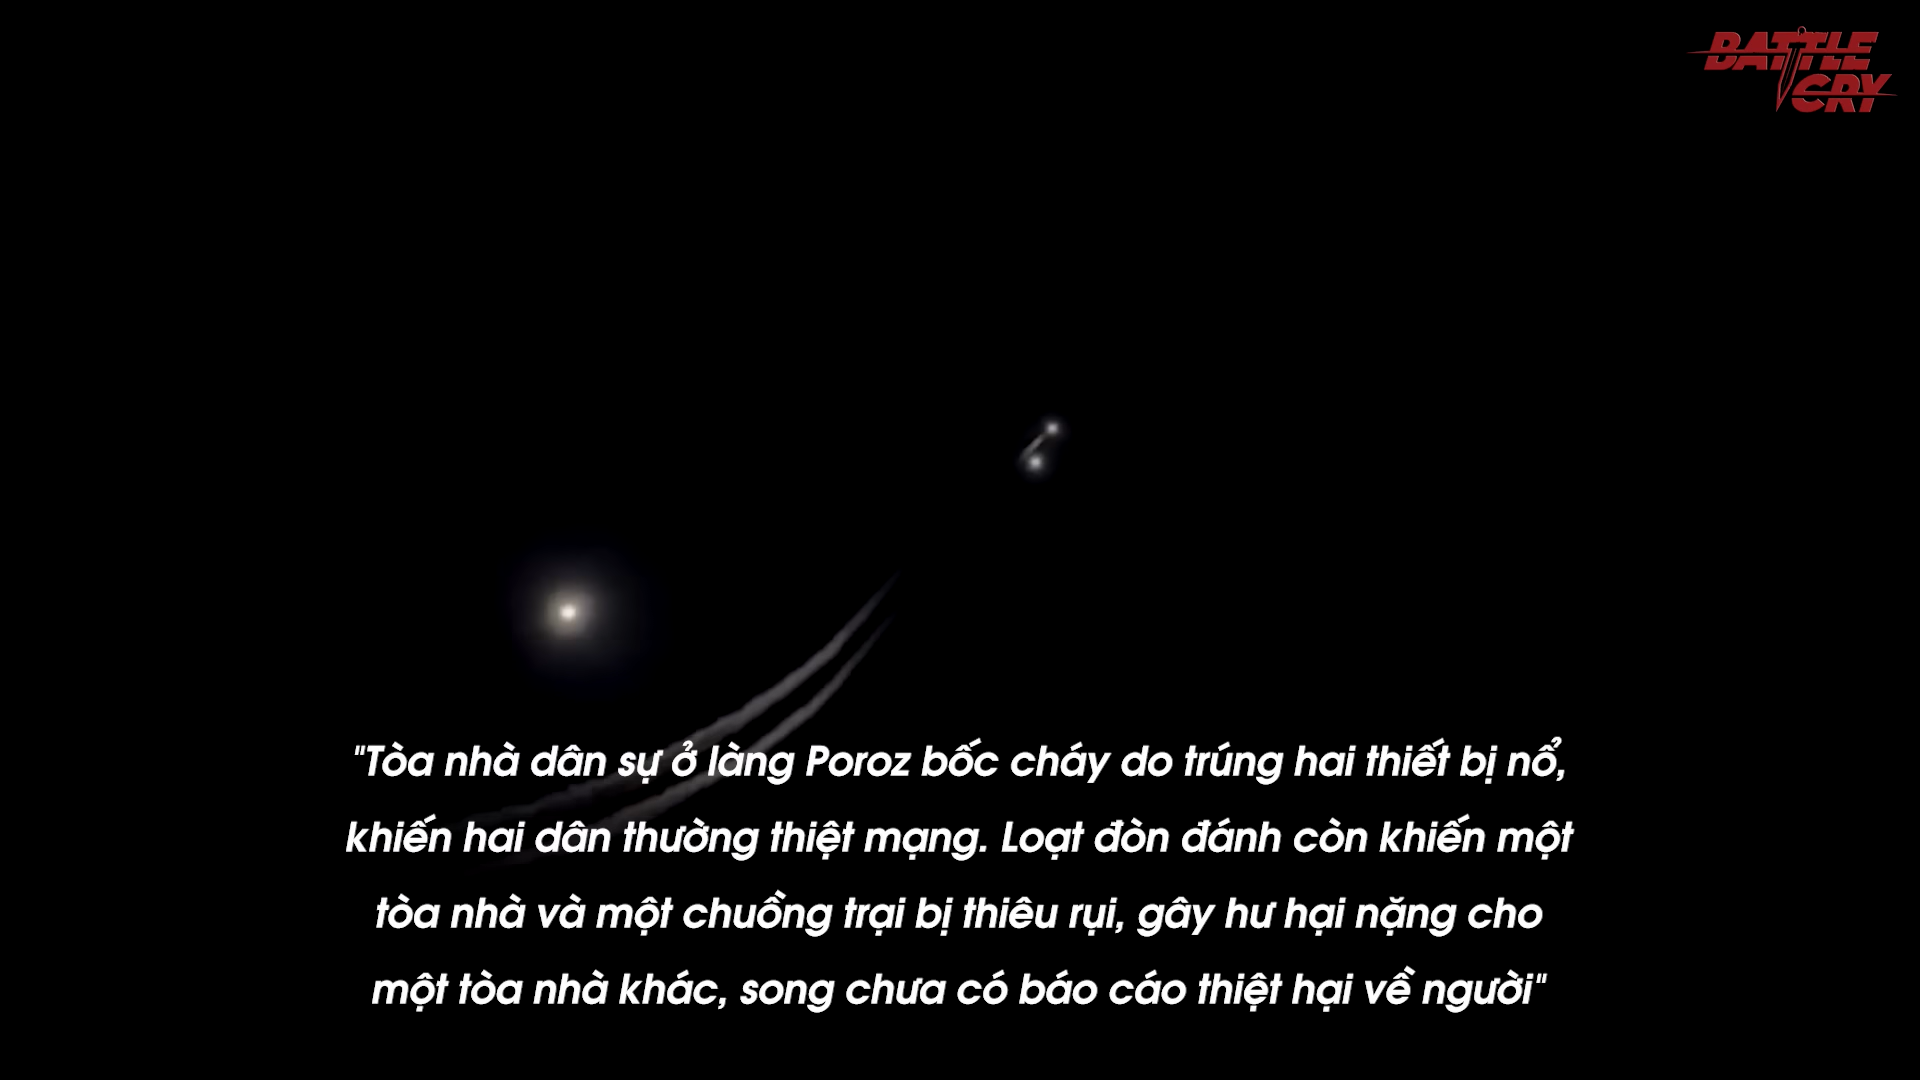 BATTLE
CRY
"Tòa nhà dân sự ở làng Poroz bốc cháy do trúng hai thiết bị nổ,
khiến hai dân thường thiệt mạng. Loạt đòn đánh còn khiến một
tòa nhà và một chuồng trại bị thiêu rụi, gây hư hại nặng cho
một tòa nhà khác, song chưa có báo cáo thiệt hại về người"